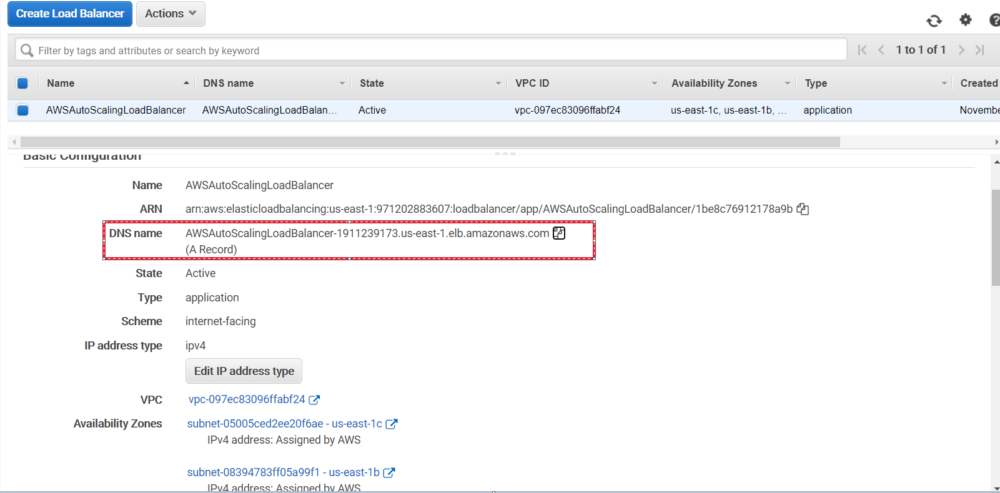 Create Load Balancer Actions
Filter by tags and attributes or search by keyword 1 to 1 of 1
Name DNS name State VPC ID Availability Zones Type Created
AWSAutoScalingLoadBalancer AWSAutoScalingLoadBalan... Active vpc-097ec83096ffabf24 us-east-1c, us-east-1b, ... application Novembe
Basic Configuration
Name AWSAutoScalingLoadBalancer
ARN arn:aws:elasticloadbalancing:us-east-1:971202883607:loadbalancer/app/AWSAutoScalingLoadBalancer/1be8c76912178a9b
DNS name AWSAutoScalingLoadBalancer-1911239173.us-east-1.elb.amazonaws.com
(A Record)
State Active
Type application
Scheme internet-facing
IP address type ipv4
Edit IP address type
VPC vpc-097ec83096ffabf24
Availability Zones subnet-05005ced2ee20f6ae - us-east-1c
IPv4 address: Assigned by AWS
subnet-08394783ff05a99f1 - us-east-1b
IPv4 address: Assigned by AWS